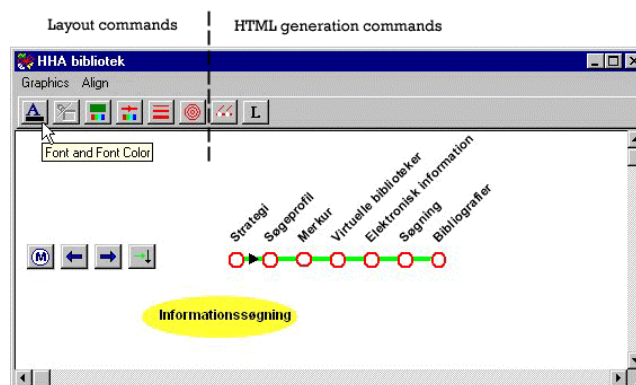 Layout commands
HTML generation commands
HHA bibliotek
Graphics Align
A
L
Font and Font Color
Strategi
Søgeprofil
Merkur
Virtuelle biblioteker
Elektronisk information
Søgning
Bibliografier
M
Informationssøgning